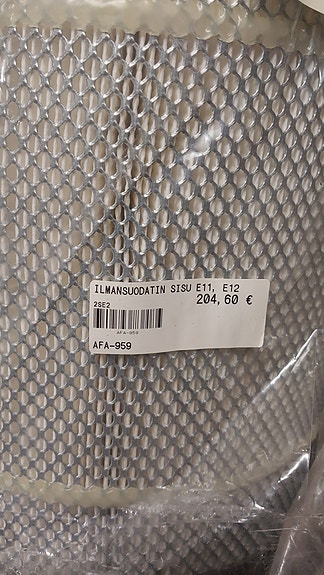 ILMANSUODATIN SISU E11, E12
2SE2
204,60 €
AFA-959
AFA-959